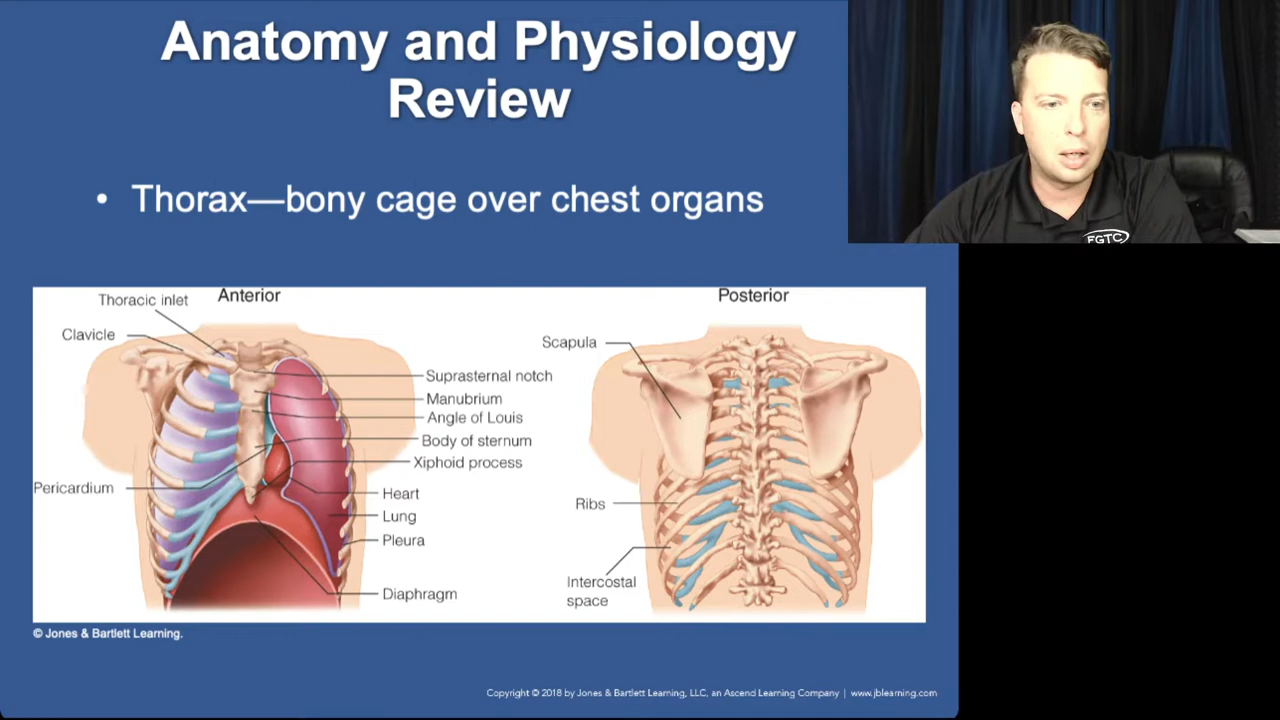 Anatomy and Physiology
Review
• Thorax—bony cage over chest organs
FGTC
Anterior
Thoracic inlet
Clavicle
Suprasternal notch
Manubrium
Angle of Louis
Body of sternum
Xiphoid process
Pericardium
Heart
Lung
Pleura
Diaphragm
Posterior
Scapula
Ribs
Intercostal
space
© Jones & Bartlett Learning.
Copyright © 2018 by Jones & Bartlett Learning, LLC, an Ascend Learning Company | www.jblearning.com